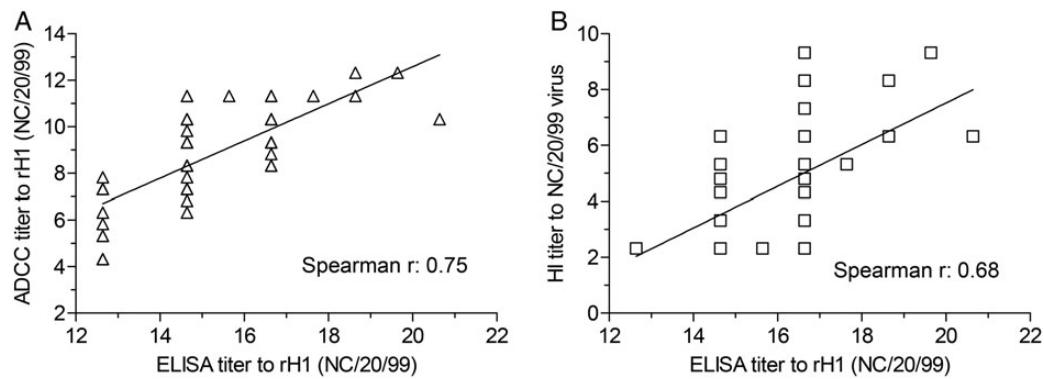 A
ADCC titer to rH1 (NC/20/99)
14
12
10
8
6
4
2
12 14 16 18 20 22
Spearman r: 0.75
ELISA titer to rH1 (NC/20/99)
B
HI titer to NC/20/99 virus
10
8
6
4
2
0
12 14 16 18 20 22
Spearman r: 0.68
ELISA titer to rH1 (NC/20/99)